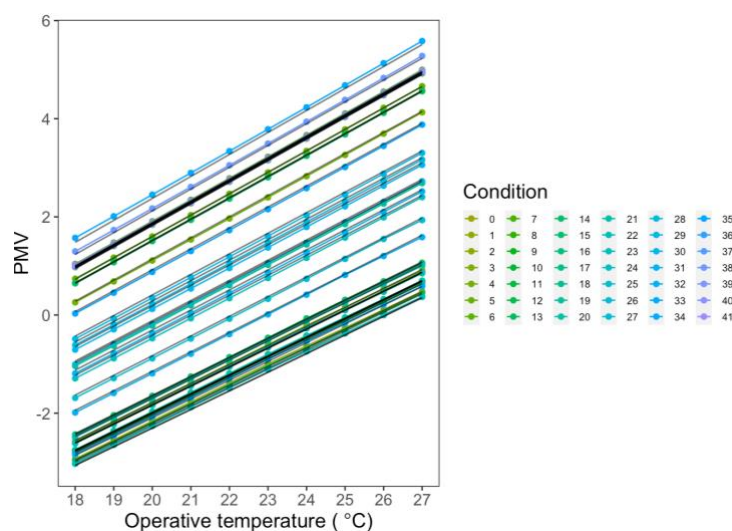 6
4
2
0
-2
PMV
18 19 20 21 22 23 24 25 26 27
Operative temperature ( °C)
Condition
0 7 14 21 28 35
1 8 15 22 29 36
2 9 16 23 30 37
3 10 17 24 31 38
4 11 18 25 32 39
5 12 19 26 33 40
6 13 20 27 34 41